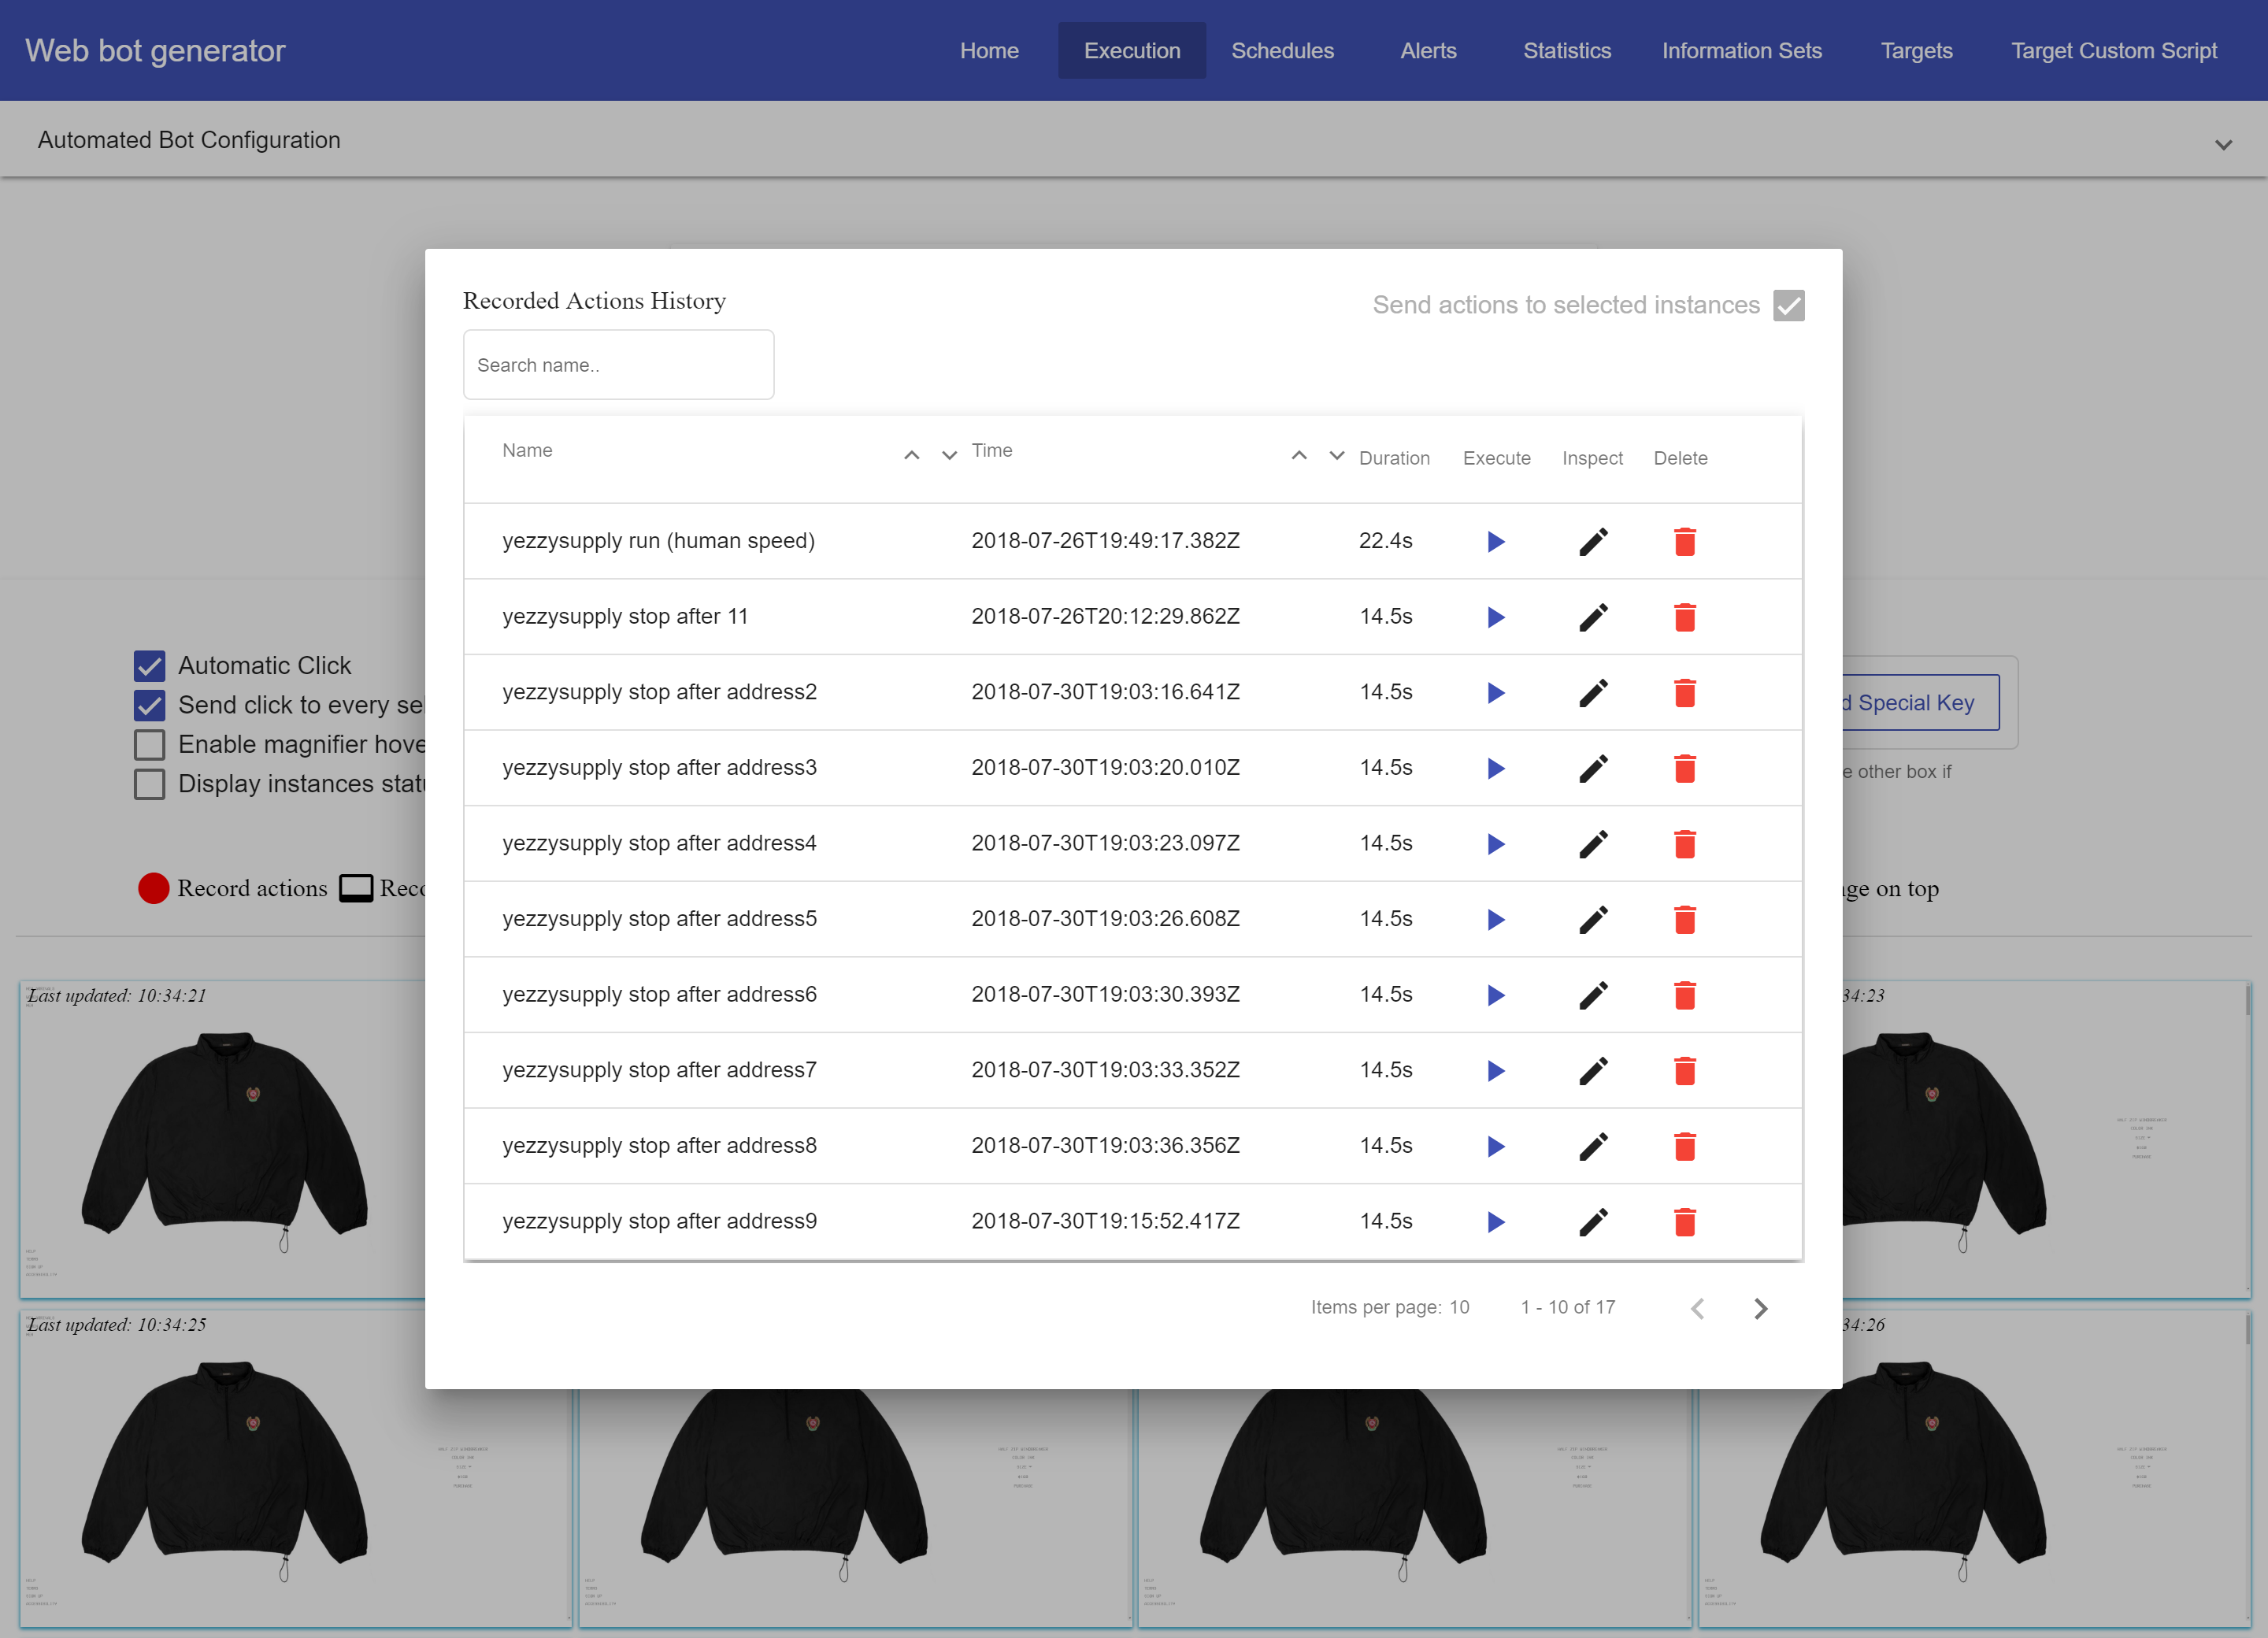 Web bot generator
Home
Execution
Schedules
Alerts
Statistics
Information Sets
Targets
Target Custom Script
Automated Bot Configuration
Recorded Actions History
Send actions to selected instances
Search name..
Name Time Duration Execute Inspect Delete
yezzysupply run (human speed) 2018-07-26T19:49:17.382Z 22.4s
yezzysupply stop after 11 2018-07-26T20:12:29.862Z 14.5s
yezzysupply stop after address2 2018-07-30T19:03:16.641Z 14.5s
yezzysupply stop after address3 2018-07-30T19:03:20.010Z 14.5s
yezzysupply stop after address4 2018-07-30T19:03:23.097Z 14.5s
yezzysupply stop after address5 2018-07-30T19:03:26.608Z 14.5s
yezzysupply stop after address6 2018-07-30T19:03:30.393Z 14.5s
yezzysupply stop after address7 2018-07-30T19:03:33.352Z 14.5s
yezzysupply stop after address8 2018-07-30T19:03:36.356Z 14.5s
yezzysupply stop after address9 2018-07-30T19:15:52.417Z 14.5s
Items per page: 10 1 - 10 of 17
Automatic Click
Send click to every
Enable magnifier
Display instances
Special Key
other box if
Record actions
on top
Last updated: 10:34:21
34:23
Last updated: 10:34:25
34:26